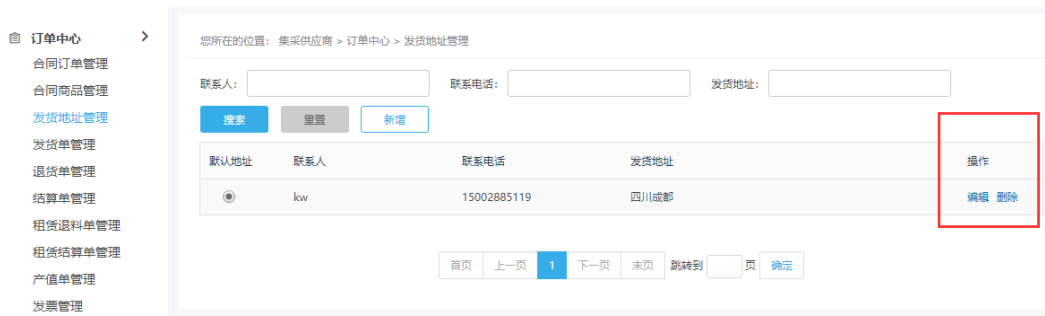 订单中心
合同订单管理
合同商品管理
发货地址管理
发货单管理
退货单管理
结算单管理
租赁退料单管理
租赁结算单管理
产值单管理
发票管理
您所在的位置： 集采供应商 > 订单中心 > 发货地址管理
联系人： 联系电话： 发货地址：
搜索 重置 新增
默认地址 联系人 联系电话 发货地址 操作
kw 15002885119 四川成都 编辑 删除
首页 上一页 1 下一页 末页 跳转到 页 确定